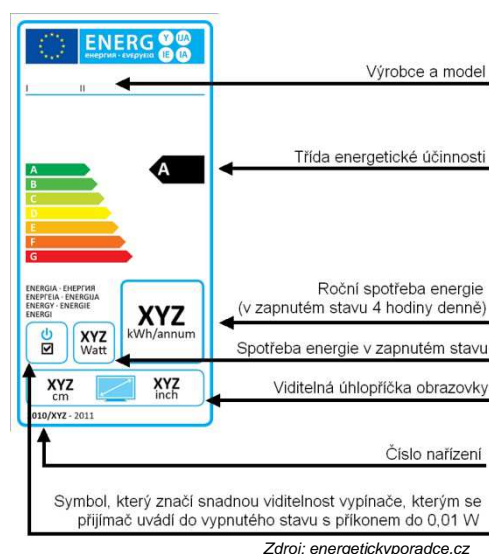 ENERG Y UA
енергия · ενεργεια IE IA
I II
Výrobce a model
A
A
Třída energetické účinnosti
B
C
D
E
F
G
ENERGIA · ЕНЕРГИЯ
ΕΝΕΡΓΕΙΑ · ENERGIJA
ENERGY · ENERGIE
ENERGI
XYZ
kWh/annum
Roční spotřeba energie
(v zapnutém stavu 4 hodiny denně)
XYZ
Watt
Spotřeba energie v zapnutém stavu
XYZ
cm
XYZ
inch
Viditelná úhlopříčka obrazovky
010/XYZ - 2011
Číslo nařízení
Symbol, který značí snadnou viditelnost vypínače, kterým se
přijímač uvádí do vypnutého stavu s příkonem do 0,01 W
Zdroj: energetickyporadce.cz